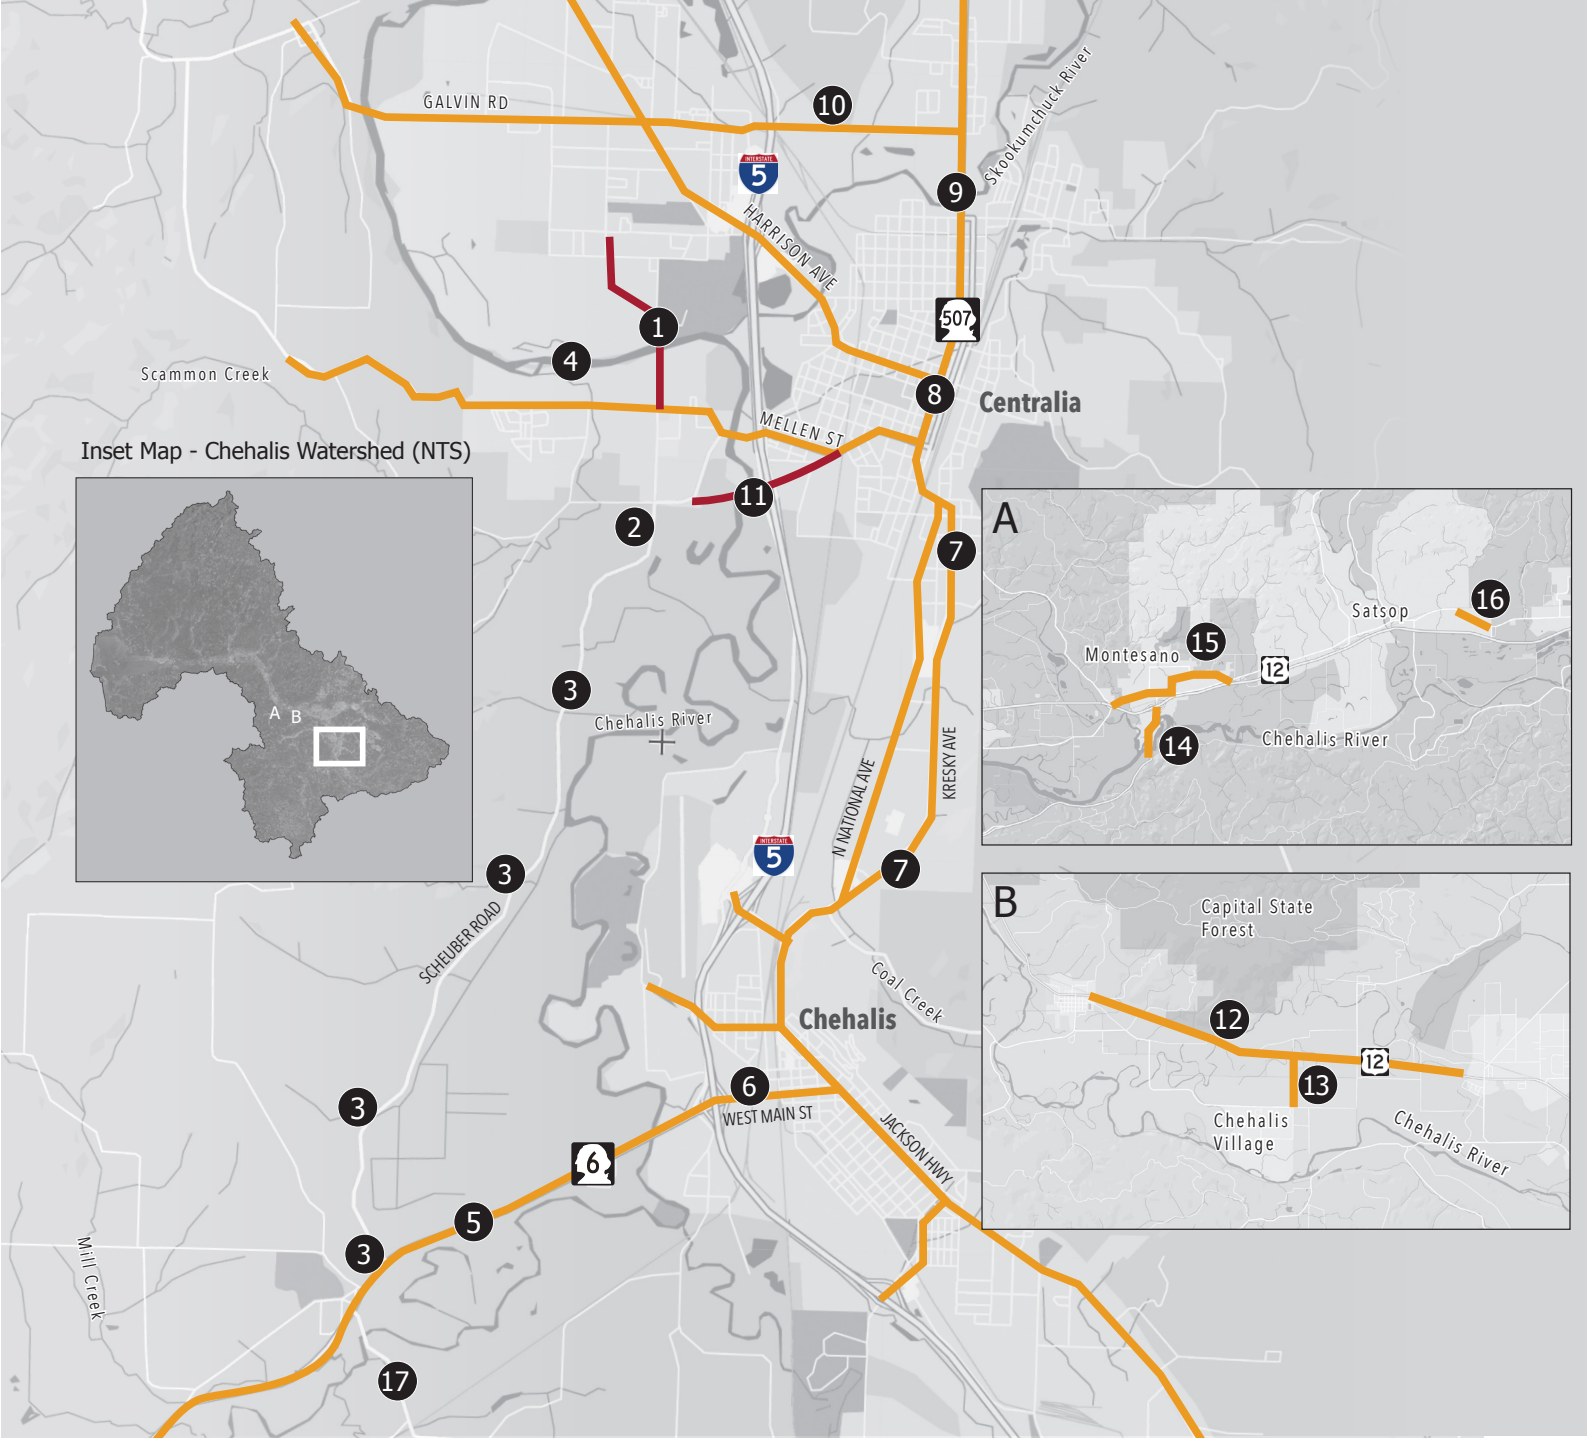 GALVIN RD
10
INTERSTATE
5
Skookumchuck River
9
HARRISON AVE
507
1
4
Scammon Creek
8
Centralia
MELLEN ST
Inset Map - Chehalis Watershed (NTS)
A B
11
2
7
3
Chehalis River
KRESKY AVE
N NATIONAL AVE
INTERSTATE
5
7
3
SCHEUBER ROAD
Coal Creek
Chehalis
6
WEST MAIN ST
3
JACKSON HWY
6
5
3
Mill Creek
17
A
16
Satsop
15
Montesano
12
14
Chehalis River
B
Capital State
Forest
12
12
13
Chehalis
Village
Chehalis River